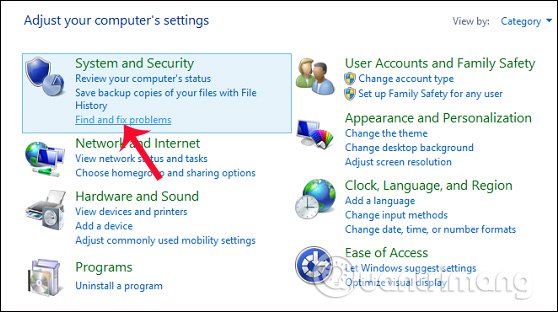 Adjust your computer's settings
View by: Category
System and Security
Review your computer's status
Save backup copies of your files with File
History
Find and fix problems
Network and Internet
View network status and tasks
Choose homegroup and sharing options
Hardware and Sound
View devices and printers
Add a device
Adjust commonly used mobility settings
Programs
Uninstall a program
User Accounts and Family Safety
Change account type
Set up Family Safety for any user
Appearance and Personalization
Change the theme
Change desktop background
Adjust screen resolution
Clock, Language, and Region
Add a language
Change input methods
Change date, time, or number formats
Ease of Access
Let Windows suggest settings
Optimize visual display
Quantrimang